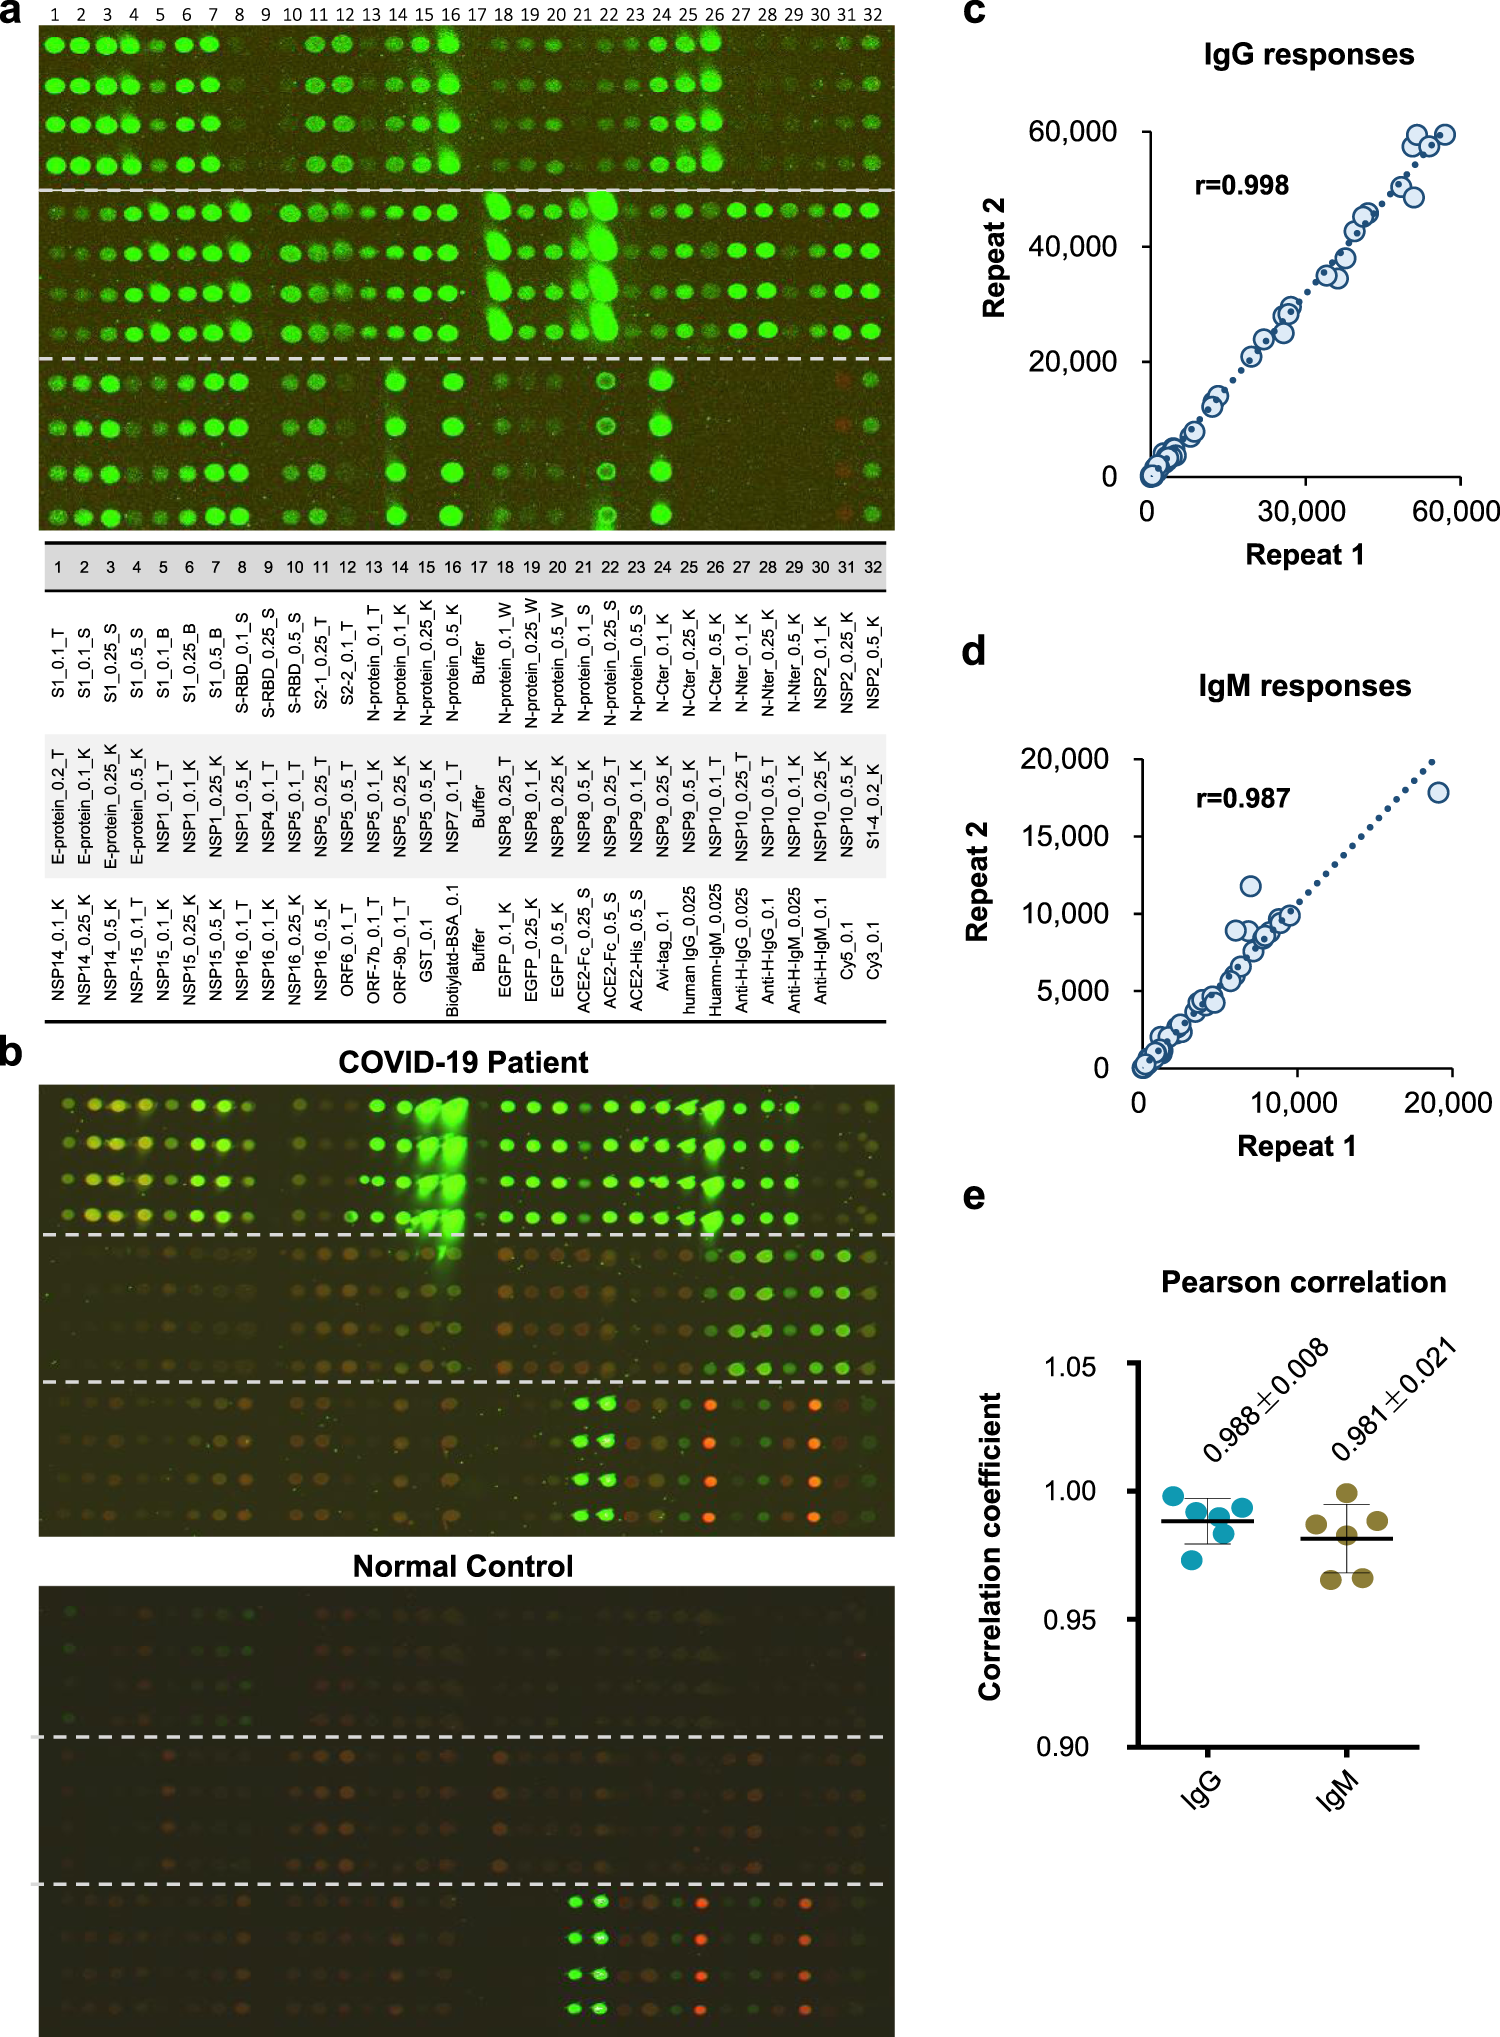 a
1 2 3 4 5 6 7 8 9 10 11 12 13 14 15 16 17 18 19 20 21 22 23 24 25 26 27 28 29 30 31 32
1 2 3 4 5 6 7 8 9 10 11 12 13 14 15 16 17 18 19 20 21 22 23 24 25 26 27 28 29 30 31 32
S1_0.1_T S1_0.1_S S1_0.25_S S1_0.5_S S1_0.1_B S1_0.25_B S1_0.5_B S-RBD_0.1_S S-RBD_0.25_S S-RBD_0.5_S S2-1_0.25_T S2-2_0.1_T N-protein_0.1_T N-protein_0.1_K N-protein_0.25_K N-protein_0.5_K Buffer N-protein_0.1_W N-protein_0.25_W N-protein_0.5_W N-protein_0.1_S N-protein_0.25_S N-protein_0.5_S N-Cter_0.1_K N-Cter_0.25_K N-Cter_0.5_K N-Nter_0.1_K N-Nter_0.25_K N-Nter_0.5_K NSP2_0.1_K NSP2_0.25_K NSP2_0.5_K
E-protein_0.2_T E-protein_0.1_K E-protein_0.25_K E-protein_0.5_K NSP1_0.1_T NSP1_0.1_K NSP1_0.25_K NSP1_0.5_K NSP4_0.1_T NSP5_0.1_T NSP5_0.25_T NSP5_0.5_T NSP5_0.1_K NSP5_0.25_K NSP5_0.5_K NSP7_0.1_T Buffer NSP8_0.25_T NSP8_0.1_K NSP8_0.25_K NSP8_0.5_K NSP9_0.25_T NSP9_0.1_K NSP9_0.25_K NSP9_0.5_K NSP10_0.1_T NSP10_0.25_T NSP10_0.5_T NSP10_0.1_K NSP10_0.25_K NSP10_0.5_K S1-4_0.2_K
NSP14_0.1_K NSP14_0.25_K NSP14_0.5_K NSP-15_0.1_T NSP15_0.1_K NSP15_0.25_K NSP15_0.5_K NSP16_0.1_T NSP16_0.1_K NSP16_0.25_K NSP16_0.5_K ORF6_0.1_T ORF-7b_0.1_T ORF-9b_0.1_T GST_0.1 Biotiylatd-BSA_0.1 Buffer EGFP_0.1_K EGFP_0.25_K EGFP_0.5_K ACE2-Fc_0.25_S ACE2-Fc_0.5_S ACE2-His_0.5_S Avi-tag_0.1 human IgG_0.025 Huamn-IgM_0.025 Anti-H-IgG_0.025 Anti-H-IgG_0.1 Anti-H-IgM_0.025 Anti-H-IgM_0.1 Cy5_0.1 Cy3_0.1
b
COVID-19 Patient
Normal Control
c
IgG responses
60,000
r=0.998
40,000
20,000
0
0 30,000 60,000
Repeat 1
Repeat 2
d
IgM responses
20,000
r=0.987
15,000
10,000
5,000
0
0 10,000 20,000
Repeat 1
Repeat 2
e
Pearson correlation
0.988±0.008 0.981±0.021
1.05
1.00
0.95
0.90
Correlation coefficient
IgG IgM